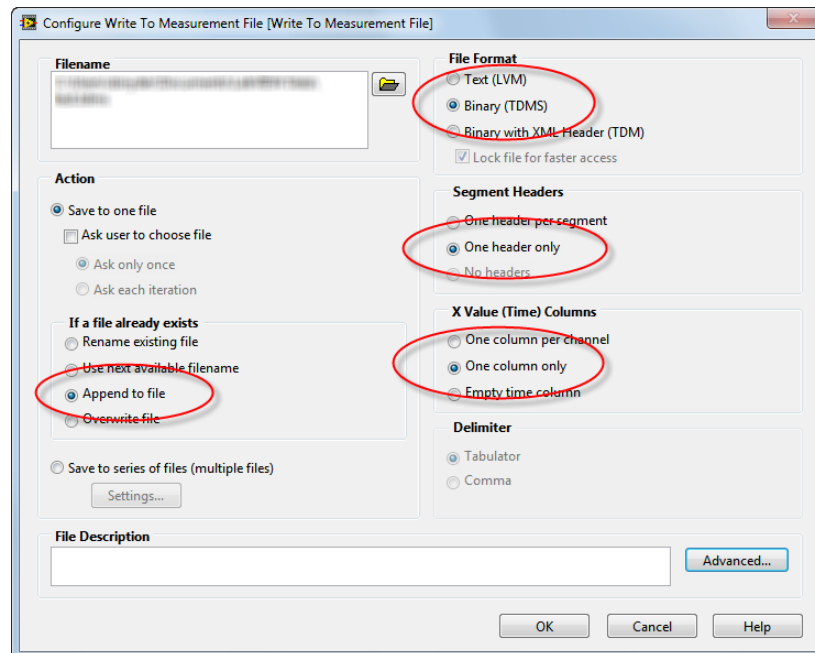 Configure Write To Measurement File [Write To Measurement File]
Filename
Action
Save to one file
Ask user to choose file
Ask only once
Ask each iteration
If a file already exists
Rename existing file
Use next available filename
Append to file
Overwrite file
Save to series of files (multiple files)
Settings...
File Format
Text (LVM)
Binary (TDMS)
Binary with XML Header (TDM)
Lock file for faster access
Segment Headers
One header per segment
One header only
No headers
X Value (Time) Columns
One column per channel
One column only
Empty time column
Delimiter
Tabulator
Comma
File Description
Advanced...
OK
Cancel
Help